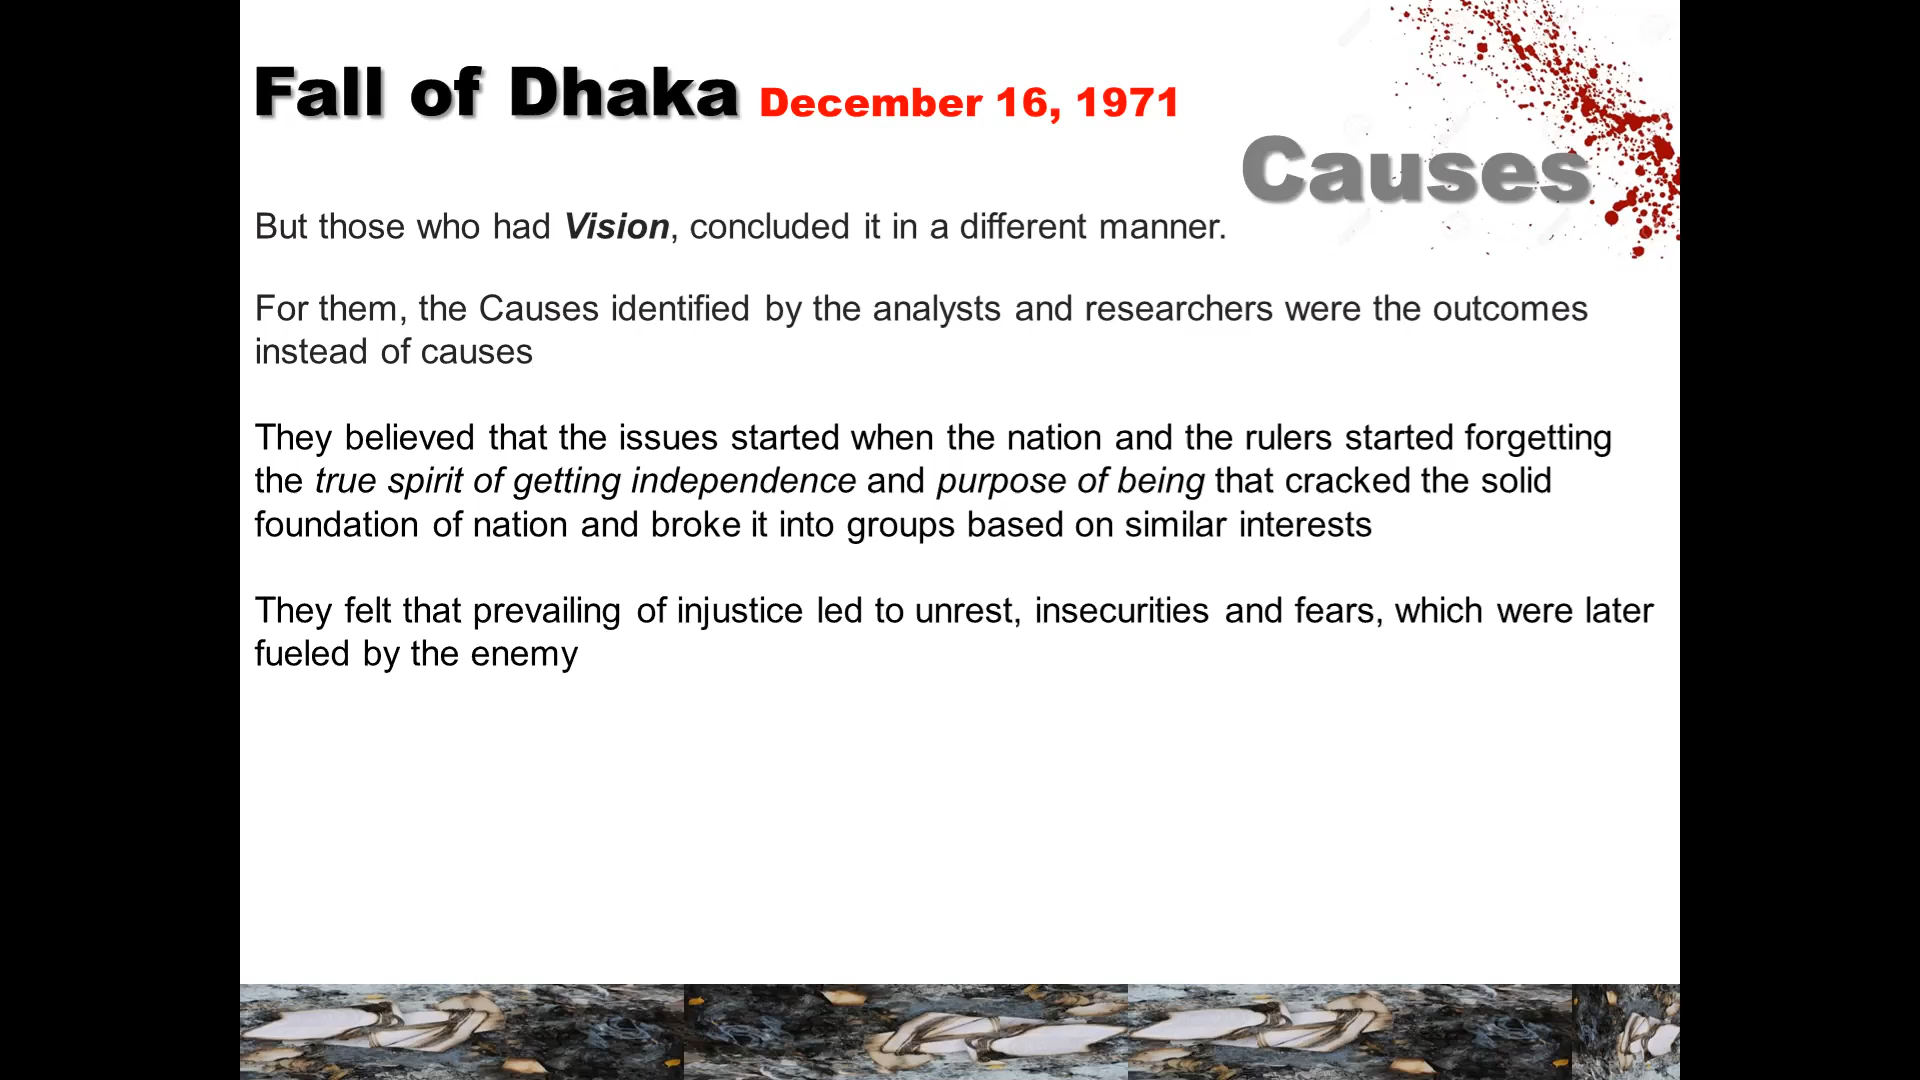 Fall of Dhaka December 16, 1971
Causes
But those who had Vision, concluded it in a different manner.
For them, the Causes identified by the analysts and researchers were the outcomes
instead of causes
They believed that the issues started when the nation and the rulers started forgetting
the true spirit of getting independence and purpose of being that cracked the solid
foundation of nation and broke it into groups based on similar interests
They felt that prevailing of injustice led to unrest, insecurities and fears, which were later
fueled by the enemy